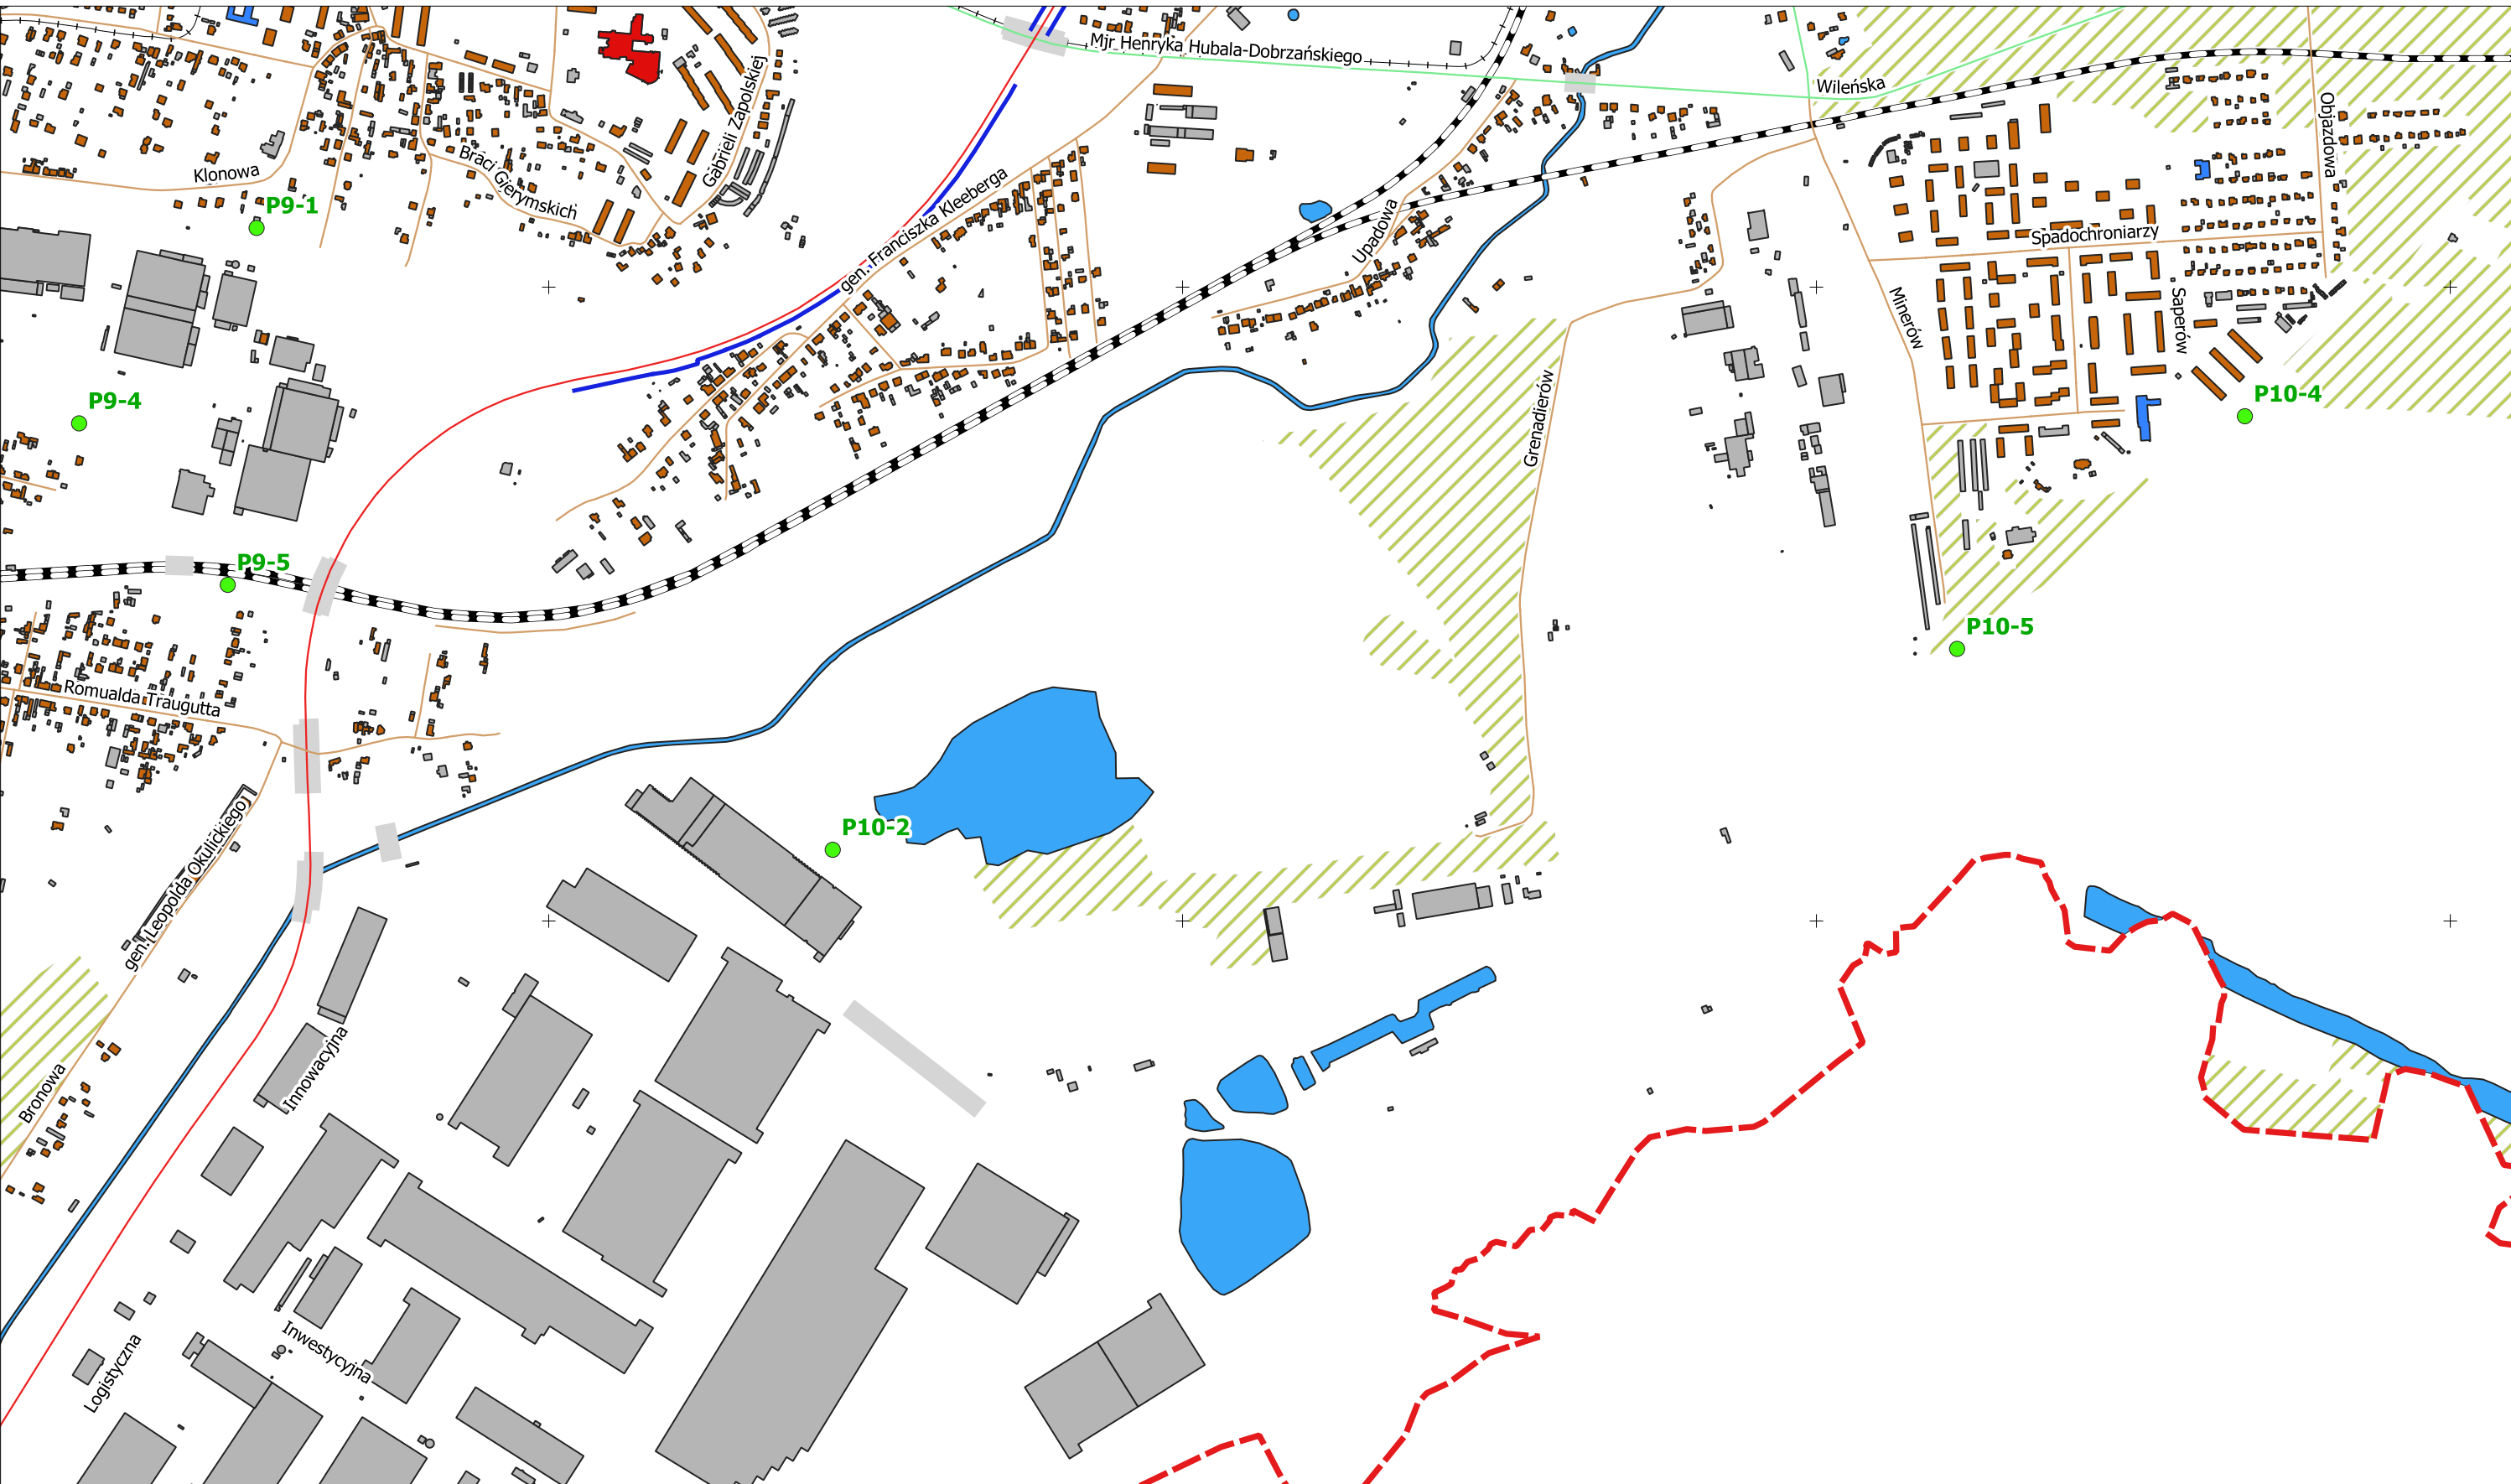 Mjr Henryka Hubala-Dobrzańskiego
Wileńska
Objazdowa
Gabrieli Zapolskiej
Klonowa
Braci Gierymskich
P9-1
gen. Franciszka Kleeberga
Upadowa
Spadochroniarzy
Minerów
Saperów
P9-4
P10-4
Grenadierów
P9-5
P10-5
Romualda Traugutta
P10-2
gen. Leopolda Okulickiego
Innowacyjna
Bronowa
Inwestycyjna
Logistyczna